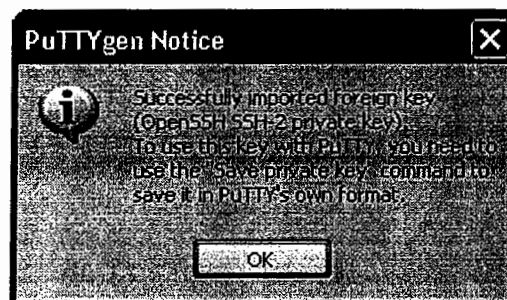 PuTTYgen Notice
Successfully imported foreign key
(OpenSSH SSH-2 private key).
To use this key with PuTTY, you need to
use the "Save private key" command to
save it in PuTTY's own format.
OK